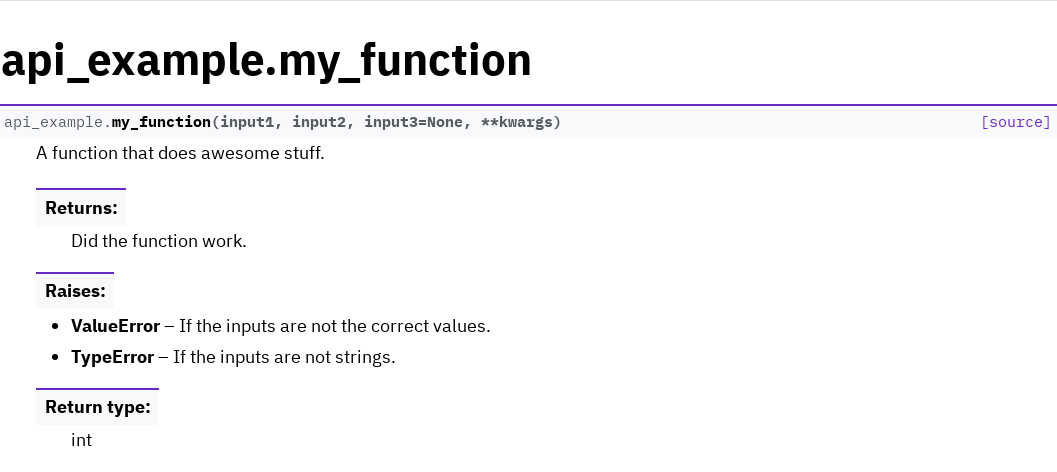 api_example.my_function
api_example.my_function(input1, input2, input3=None, **kwargs) [source]
A function that does awesome stuff.
Returns:
Did the function work.
Raises:
• ValueError – If the inputs are not the correct values.
• TypeError – If the inputs are not strings.
Return type:
int